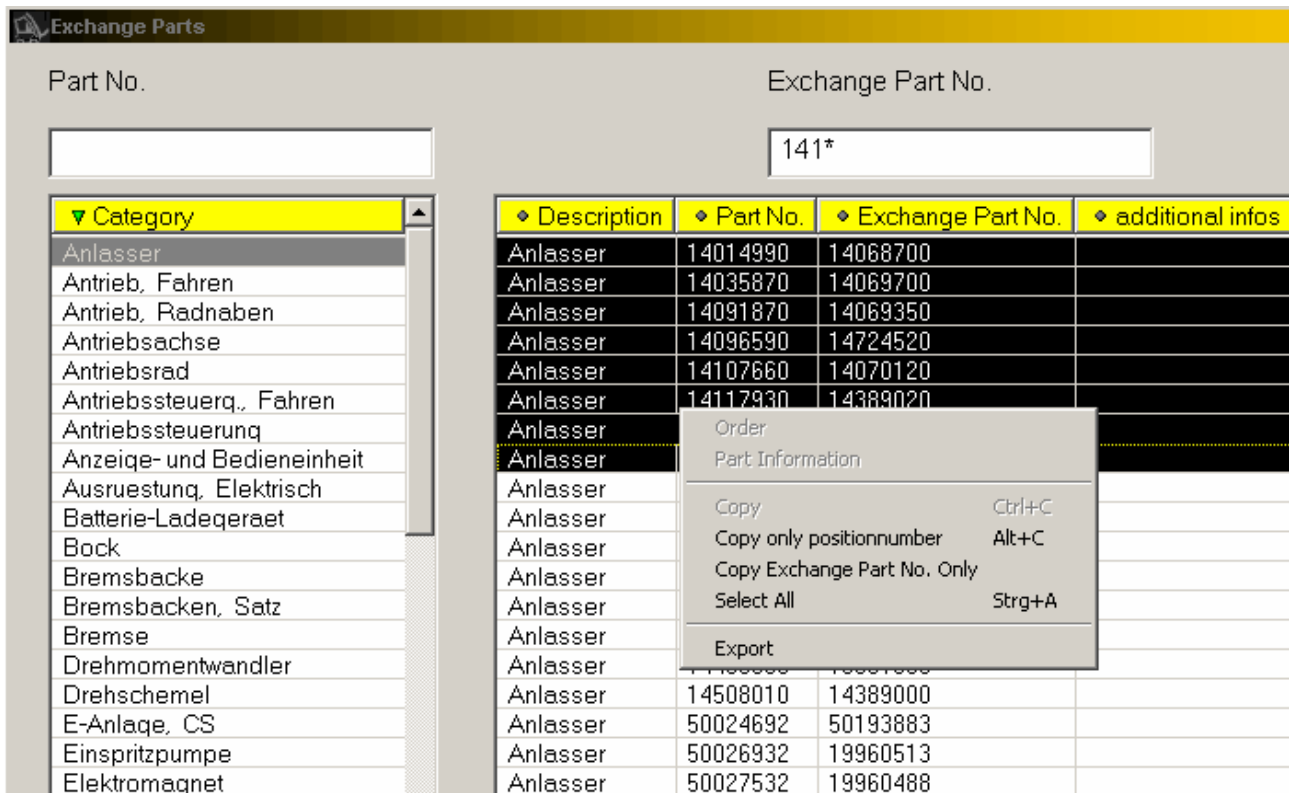 Exchange Parts
Part No.
Exchange Part No.
141*
Category
Anlasser
Antrieb, Fahren
Antrieb, Radnaben
Antriebsachse
Antriebsrad
Antriebssteuerg., Fahren
Antriebssteuerung
Anzeige- und Bedieneinheit
Ausruestung, Elektrisch
Batterie-Ladegeraet
Bock
Bremsbacke
Bremsbacken, Satz
Bremse
Drehmomentwandler
Drehschemel
E-Anlage, CS
Einspritzpumpe
Elektromagnet
Description Part No. Exchange Part No. additional infos
Anlasser 14014990 14068700
Anlasser 14035870 14069700
Anlasser 14091870 14069350
Anlasser 14096590 14724520
Anlasser 14107660 14070120
Anlasser 14117930 14389020
Anlasser
Anlasser
Anlasser
Anlasser
Anlasser
Anlasser
Anlasser
Anlasser
Anlasser
Anlasser 14508010 14389000
Anlasser 50024692 50193883
Anlasser 50026932 19960513
Anlasser 50027532 19960488
Order
Part Information
Copy Ctrl+C
Copy only positionnumber Alt+C
Copy Exchange Part No. Only
Select All Strg+A
Export